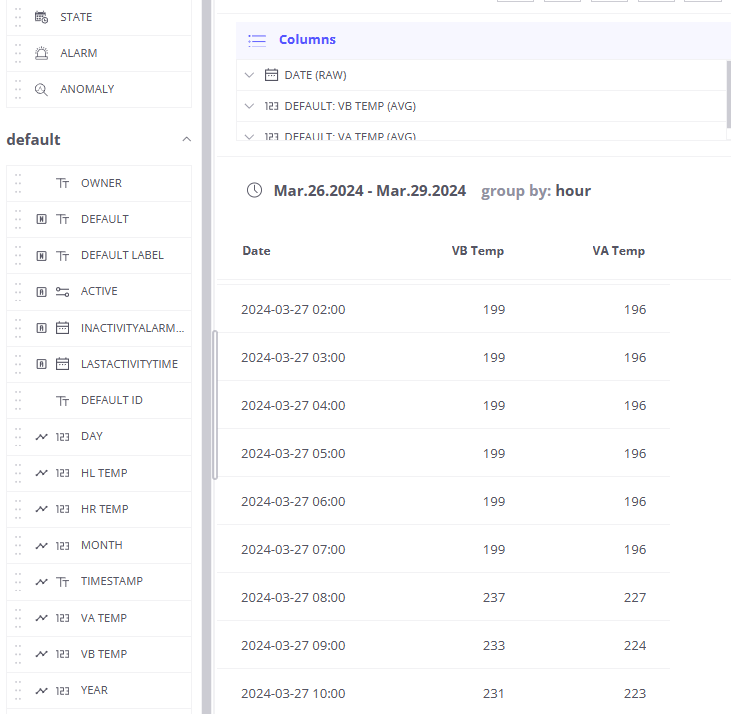 STATE
ALARM
ANOMALY
default
OWNER
DEFAULT
DEFAULT LABEL
ACTIVE
INACTIVITYALARM...
LASTACTIVITYTIME
DEFAULT ID
123 DAY
123 HL TEMP
123 HR TEMP
123 MONTH
TIMESTAMP
123 VA TEMP
123 VB TEMP
123 YEAR
Columns
DATE (RAW)
123 DEFAULT: VB TEMP (AVG)
123 DEFAULT: VA TEMP (AVG)
Mar.26.2024 - Mar.29.2024 group by: hour
Date VB Temp VA Temp
2024-03-27 02:00 199 196
2024-03-27 03:00 199 196
2024-03-27 04:00 199 196
2024-03-27 05:00 199 196
2024-03-27 06:00 199 196
2024-03-27 07:00 199 196
2024-03-27 08:00 237 227
2024-03-27 09:00 233 224
2024-03-27 10:00 231 223